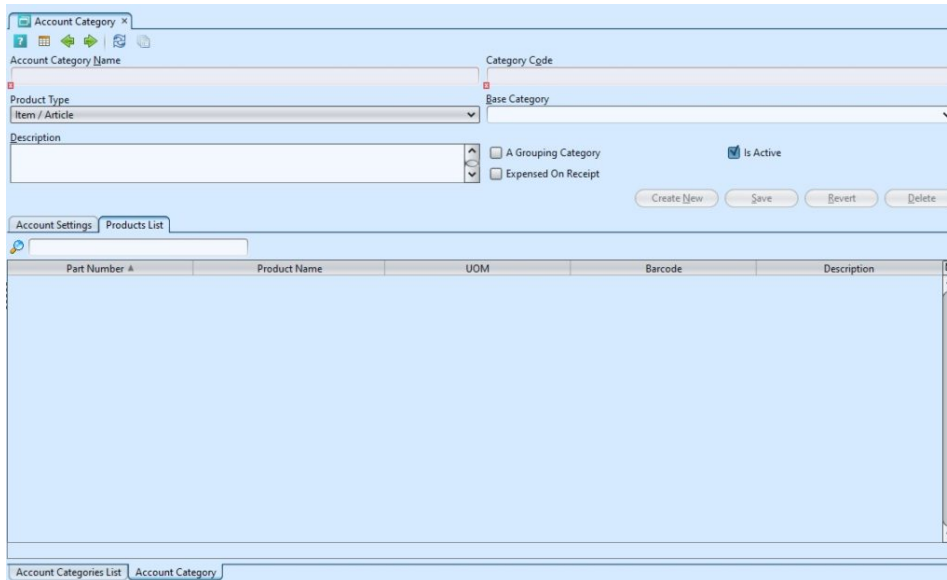 Account Category ×
?
Account Category Name Category Code
Product Type Base Category
Item / Article
Description
A Grouping Category Is Active
Expensed On Receipt
Create New Save Revert Delete
Account Settings Products List
Part Number Product Name UOM Barcode Description
Account Categories List Account Category